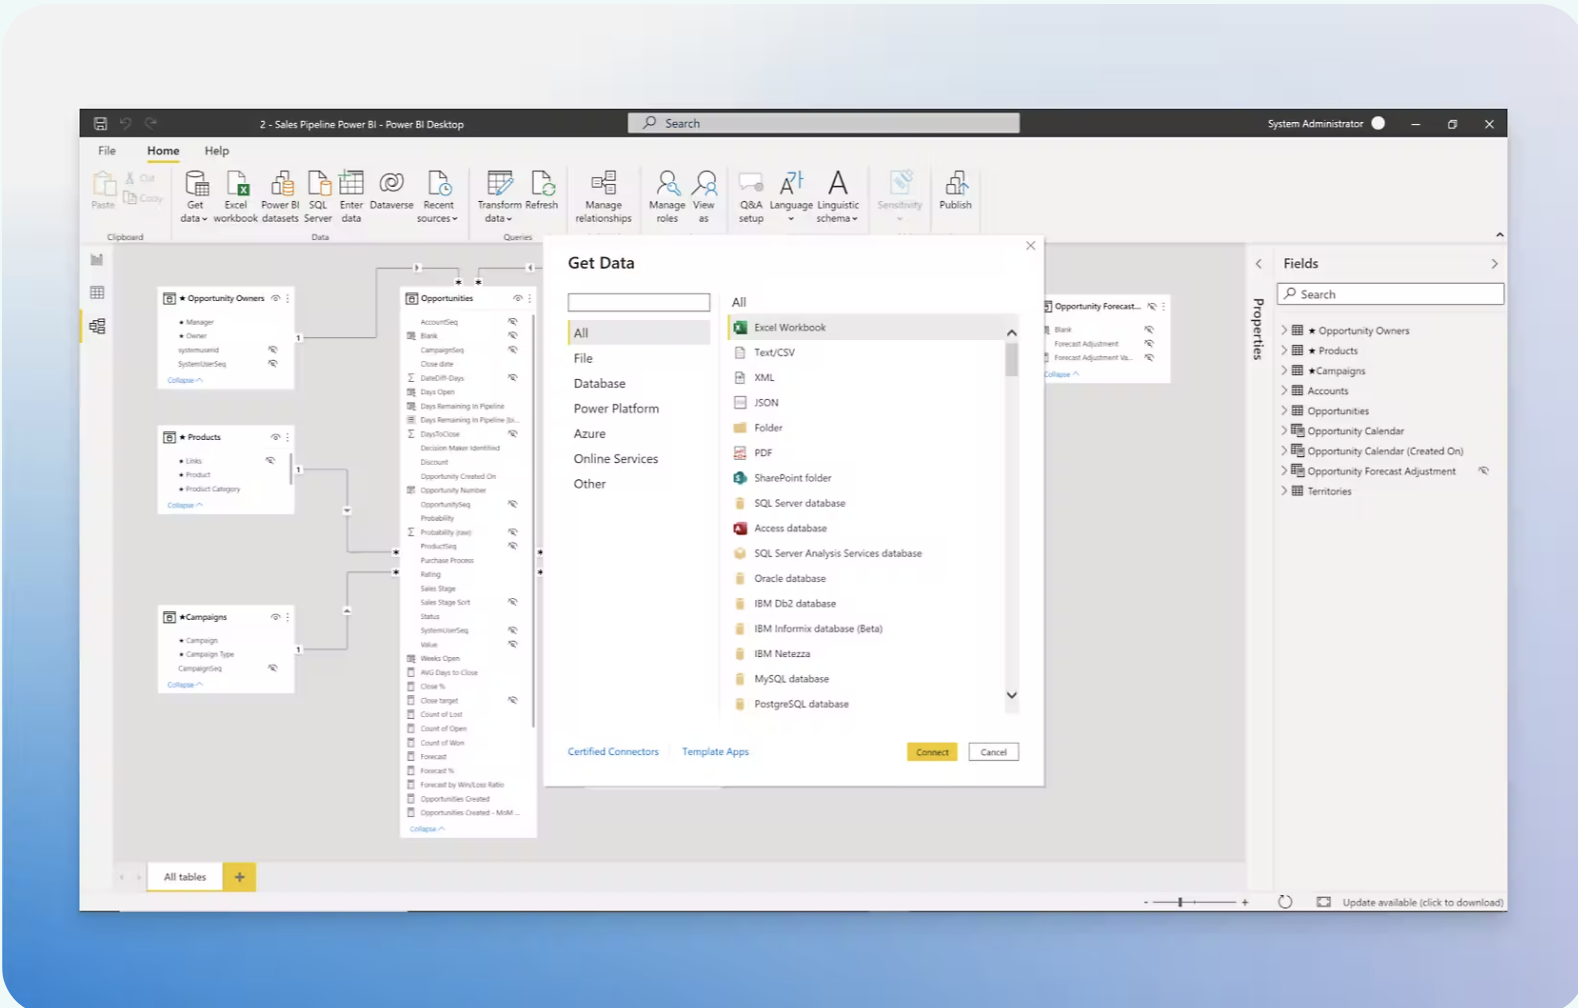 2 - Sales Pipeline Power BI - Power BI Desktop
Search
System Administrator
File Home Help
Paste
Cut
Copy
Get data
Excel workbook
Power BI datasets
SQL Server
Enter data
Dataverse
Recent sources
Transform data
Refresh
Manage relationships
Manage roles
View as
Q&A setup
Language
Linguistic schema
Sensitivity
Publish
Clipboard
Data
Queries
★ Opportunity Owners
★ Manager
★ Owner
systemuserid
SystemUserSeq
Collapse
1
★ Products
★ Links
★ Product
★ Product Category
Collapse
1
★Campaigns
★ Campaign
★ Campaign Type
CampaignSeq
Collapse
1
Opportunities
AccountSeq
Blank
CampaignSeq
Close date
DateDiff-Days
Days Open
Days Remaining In Pipeline
Days Remaining In Pipeline (bi...
DaysToClose
Decision Maker Identified
Discount
Opportunity Created On
Opportunity Number
OpportunitySeq
Probability
Probability (raw)
ProductSeq
Purchase Process
Rating
Sales Stage
Sales Stage Sort
Status
SystemUserSeq
Value
Weeks Open
AVG Days to Close
Close %
Close target
Count of Lost
Count of Open
Count of Won
Forecast
Forecast %
Forecast by Win/Loss Ratio
Opportunities Created
Opportunities Created - MoM ...
Collapse
Get Data
All
File
Database
Power Platform
Azure
Online Services
Other
All
Excel Workbook
Text/CSV
XML
JSON
Folder
PDF
SharePoint folder
SQL Server database
Access database
SQL Server Analysis Services database
Oracle database
IBM Db2 database
IBM Informix database (Beta)
IBM Netezza
MySQL database
PostgreSQL database
Certified Connectors
Template Apps
Connect
Cancel
Opportunity Forecast...
Blank
Forecast Adjustment
Forecast Adjustment Va...
Collapse
Properties
Fields
Search
★ Opportunity Owners
★ Products
★Campaigns
Accounts
Opportunities
Opportunity Calendar
Opportunity Calendar (Created On)
Opportunity Forecast Adjustment
Territories
All tables
+
- +
Update available (click to download)